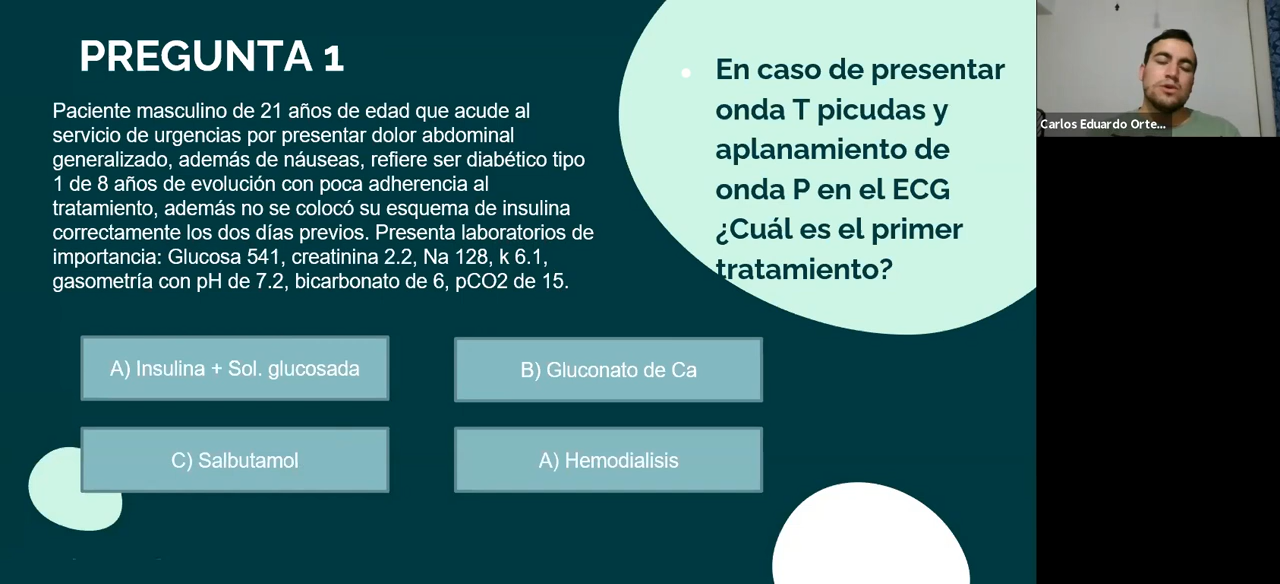 PREGUNTA 1
Paciente masculino de 21 años de edad que acude al
servicio de urgencias por presentar dolor abdominal
generalizado, además de náuseas, refiere ser diabético tipo
1 de 8 años de evolución con poca adherencia al
tratamiento, además no se colocó su esquema de insulina
correctamente los dos días previos. Presenta laboratorios de
importancia: Glucosa 541, creatinina 2.2, Na 128, k 6.1,
gasometría con pH de 7.2, bicarbonato de 6, pCO2 de 15.
En caso de presentar
onda T picudas y
aplanamiento de
onda P en el ECG
¿Cuál es el primer
tratamiento?
A) Insulina + Sol. glucosada
B) Gluconato de Ca
C) Salbutamol
A) Hemodialisis
Carlos Eduardo Orte...